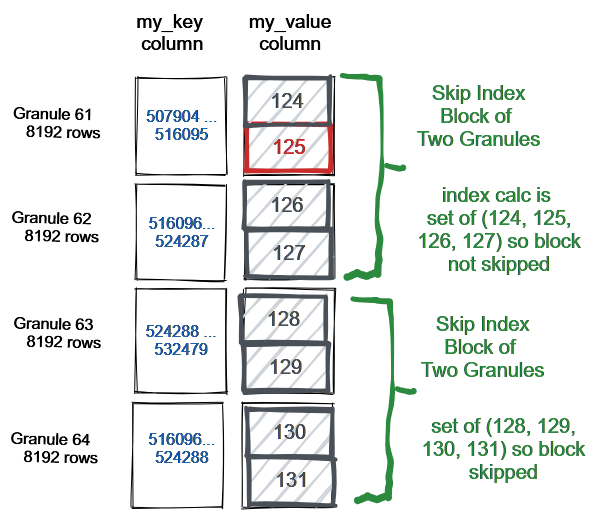 my_key
column
my_value
column
Granule 61
8192 rows
507904 ...
516095
124
125
Skip Index
Block of
Two Granules
Granule 62
8192 rows
516096...
524287
126
127
index calc is
set of (124, 125,
126, 127) so block
not skipped
Granule 63
8192 rows
524288 ...
532479
128
129
Skip Index
Block of
Two Granules
Granule 64
8192 rows
516096...
524288
130
131
set of (128, 129,
130, 131) so block
skipped